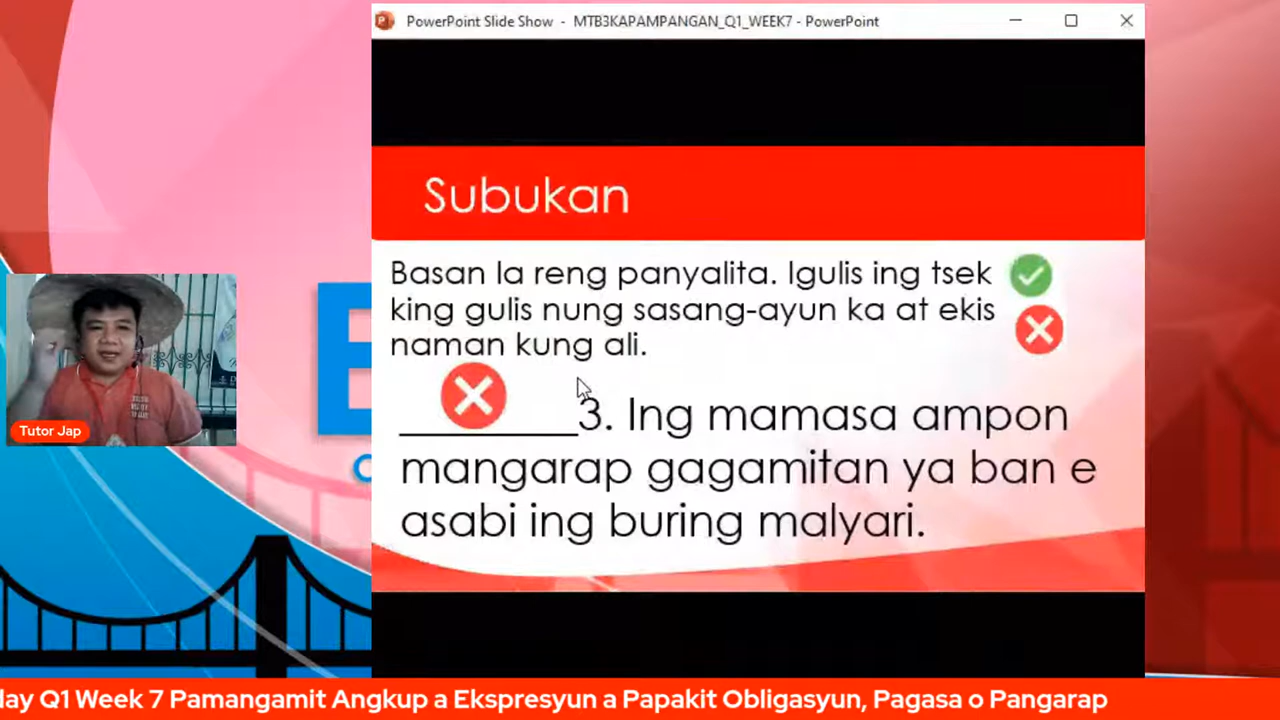 PowerPoint Slide Show - MTB3KAPAMPANGAN_Q1_WEEK7 - PowerPoint
Subukan
Basan la reng panyalita. Igulis ing tsek
king gulis nung sasang-ayun ka at ekis
naman kung ali.
________3. Ing mamasa ampon
mangarap gagamitan ya ban e
asabi ing buring malyari.
Tutor Jap
Q1 Week 7 Pamangamit Angkup a Ekspresyun a Papakit Obligasyun, Pagasa o Pangarap